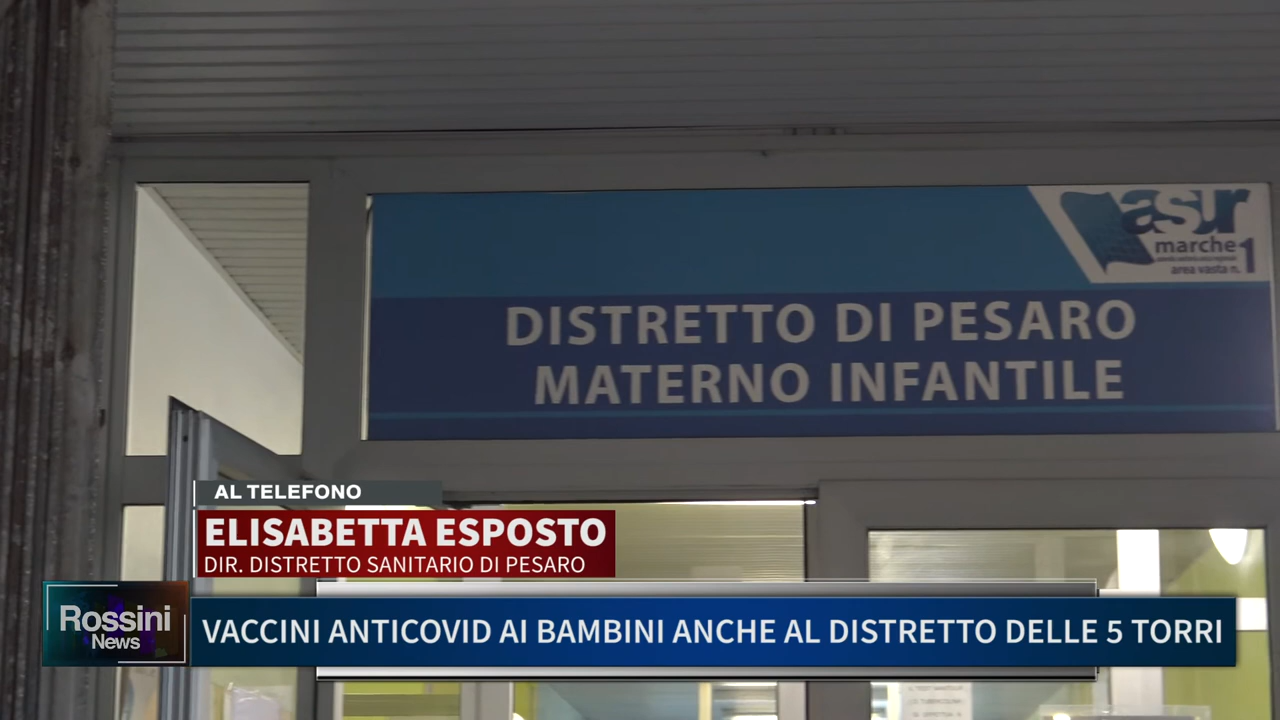 asur
marche 1
area vasta n.
DISTRETTO DI PESARO
MATERNO INFANTILE
AL TELEFONO
ELISABETTA ESPOSTO
DIR. DISTRETTO SANITARIO DI PESARO
Rossini
News
VACCINI ANTICOVID AI BAMBINI ANCHE AL DISTRETTO DELLE 5 TORRI